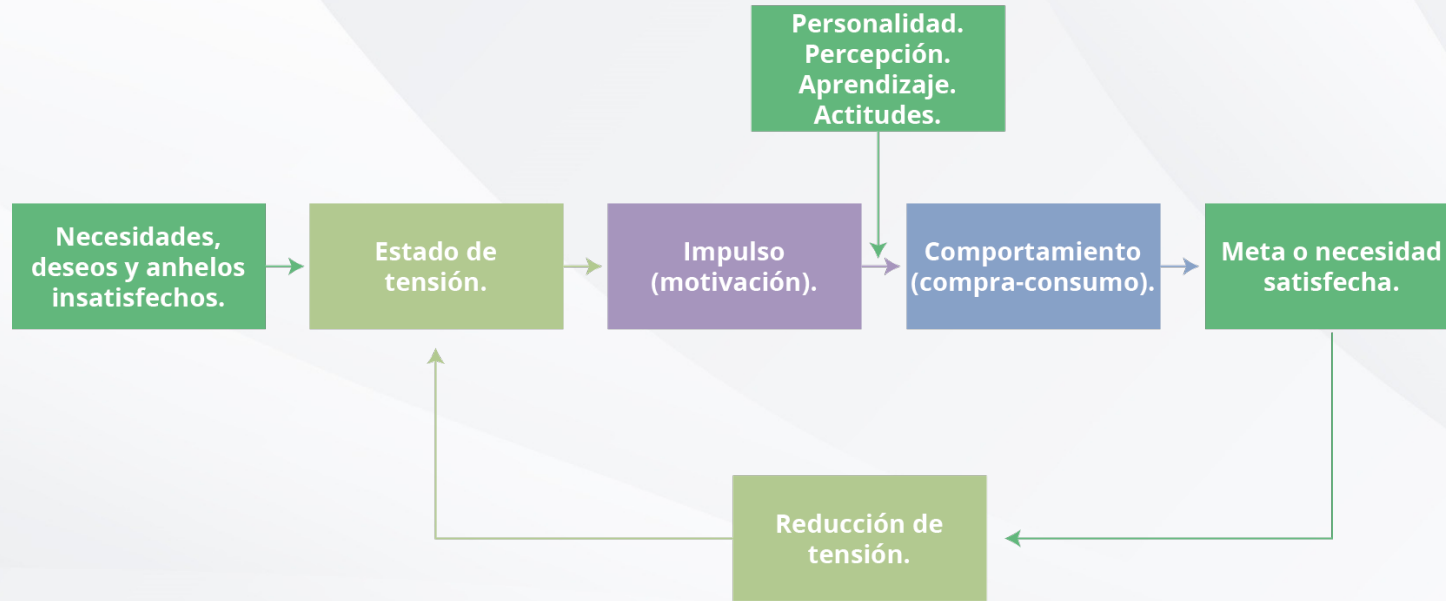 Personalidad.
Percepción.
Aprendizaje.
Actitudes.
Necesidades,
deseos y anhelos
insatisfechos.
Estado de
tensión.
Impulso
(motivación).
Comportamiento
(compra-consumo).
Meta o necesidad
satisfecha.
Reducción de
tensión.